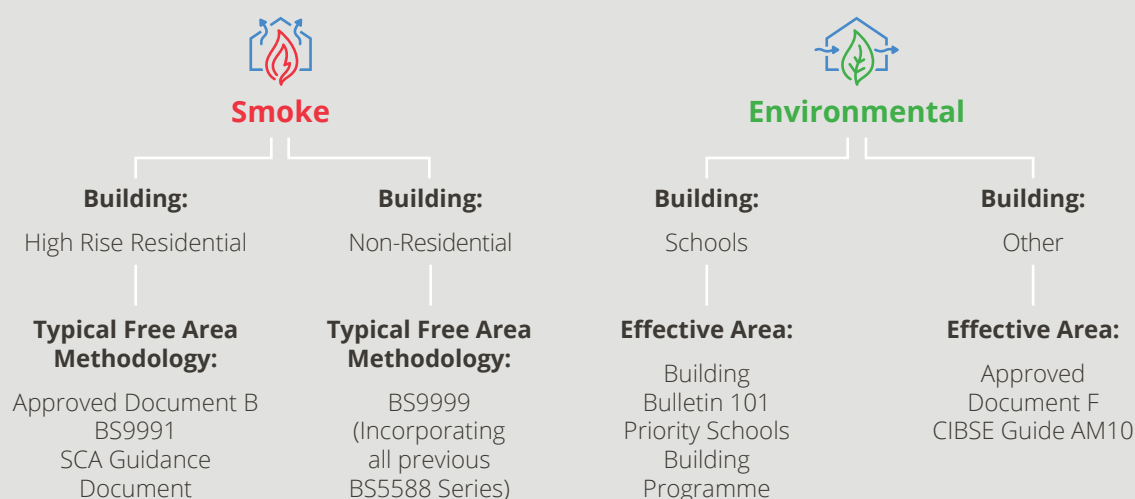 Smoke
Environmental
Building:
High Rise Residential
Typical Free Area
Methodology:
Approved Document B
BS9991
SCA Guidance
Document
Building:
Non-Residential
Typical Free Area
Methodology:
BS9999
(Incorporating
all previous
BS5588 Series)
Building:
Schools
Effective Area:
Building
Bulletin 101
Priority Schools
Building
Programme
Building:
Other
Effective Area:
Approved
Document F
CIBSE Guide AM10